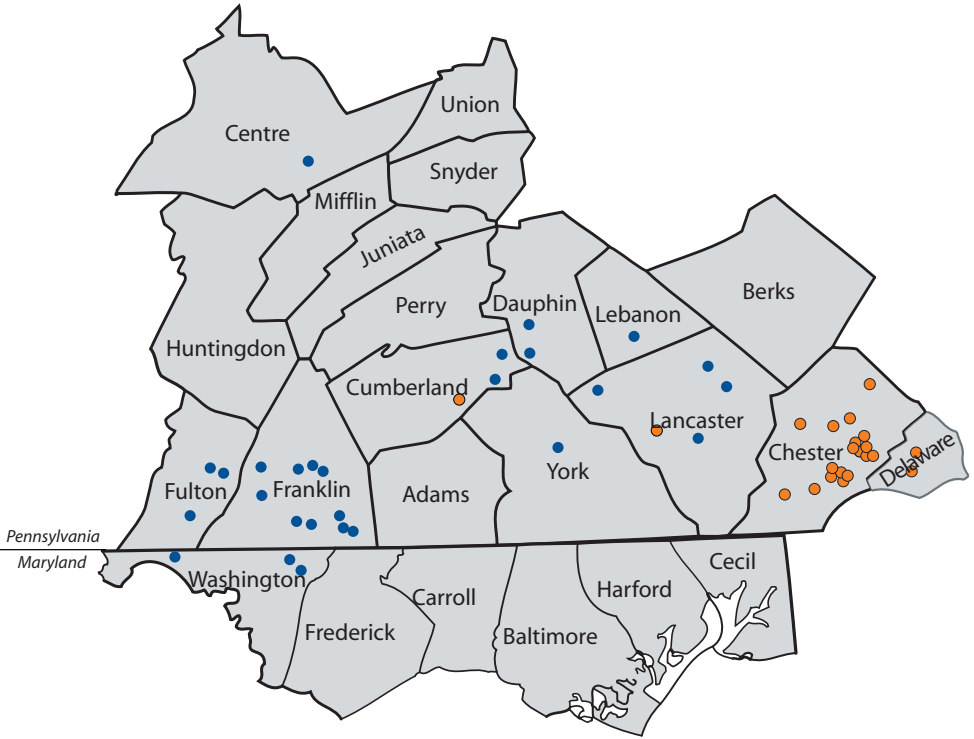 Union
Centre
Snyder
Mifflin
Juniata
Berks
Perry
Dauphin
Lebanon
Huntingdon
Cumberland
Lancaster
Chester
Delaware
York
Fulton
Franklin
Adams
Pennsylvania
Maryland
Washington
Cecil
Harford
Carroll
Frederick
Baltimore